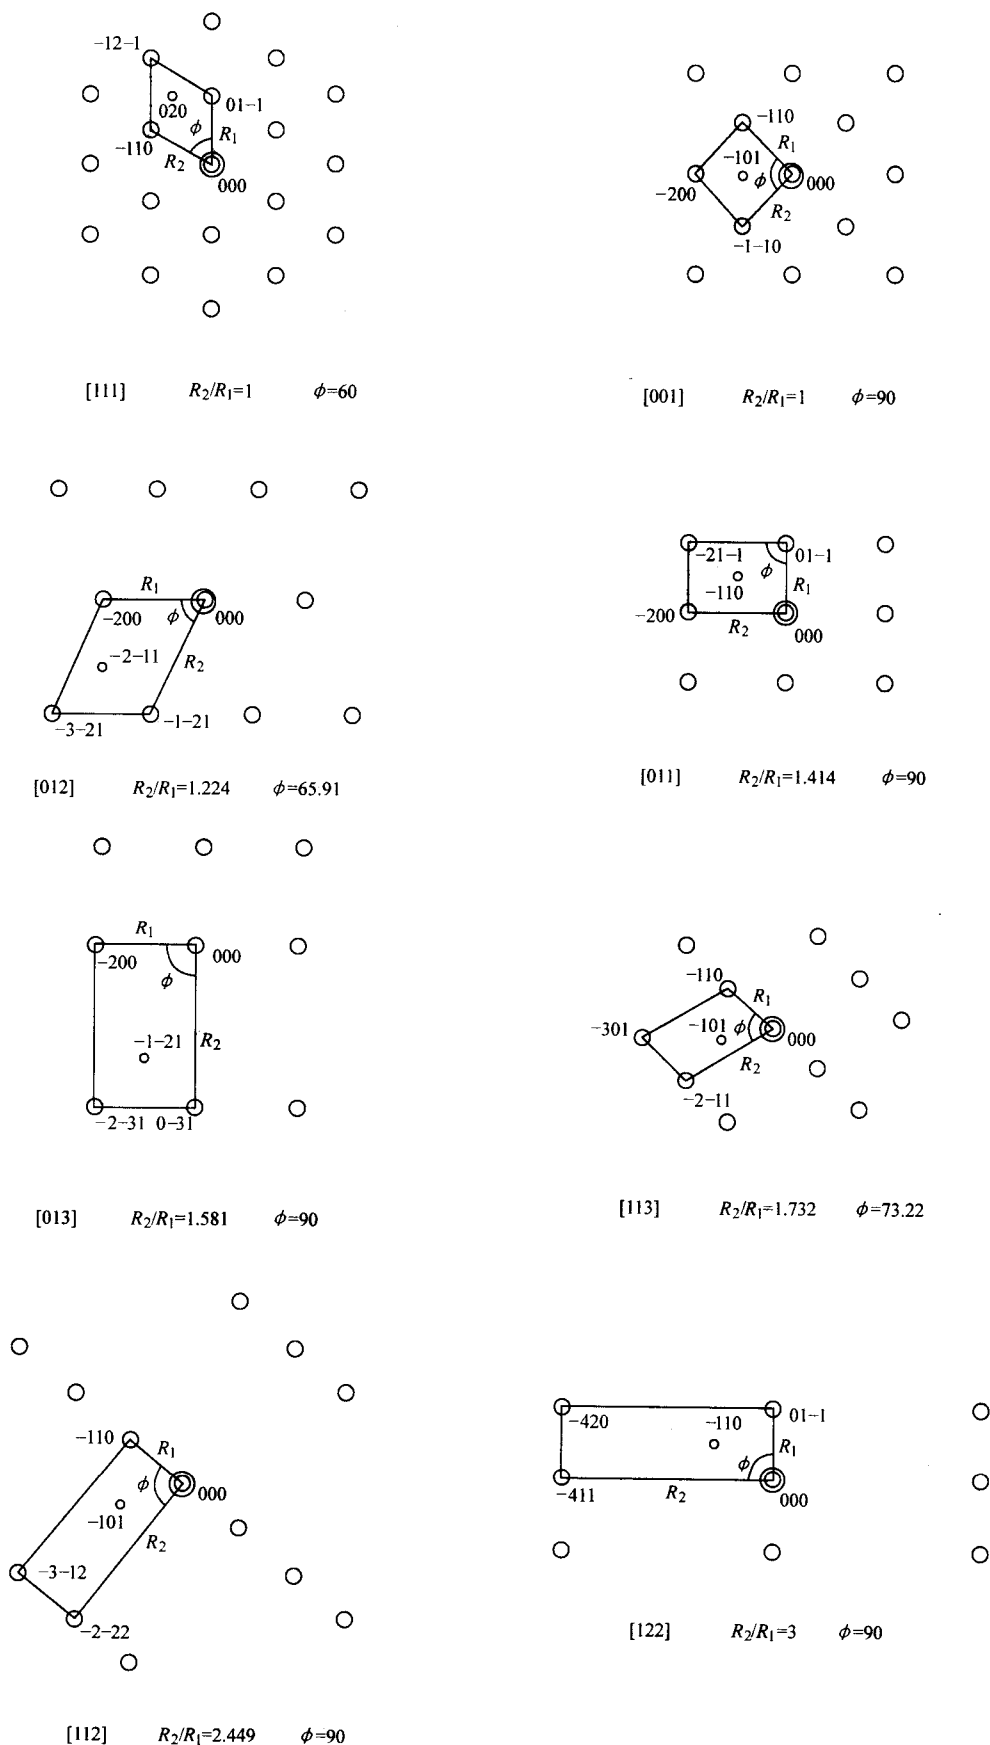 -12-1
020
01-1
φ
R1
-110
R2
000
[111] R2/R1=1 φ=60
-110
R1
-101
φ
000
-200
R2
-1-10
[001] R2/R1=1 φ=90
R1
φ
-200
000
-2-11
R2
-3-21
-1-21
[012] R2/R1=1.224 φ=65.91
-21-1
φ
01-1
-110
R1
-200
R2
000
[011] R2/R1=1.414 φ=90
R1
-200
000
φ
-1-21
R2
-2-31 0-31
[013] R2/R1=1.581 φ=90
-110
R1
-301
-101
φ
000
R2
-2-11
[113] R2/R1=1.732 φ=73.22
-110
R1
φ
000
-101
R2
-3-12
-2-22
[112] R2/R1=2.449 φ=90
-420
-110
01-1
R1
φ
-411
R2
000
[122] R2/R1=3 φ=90